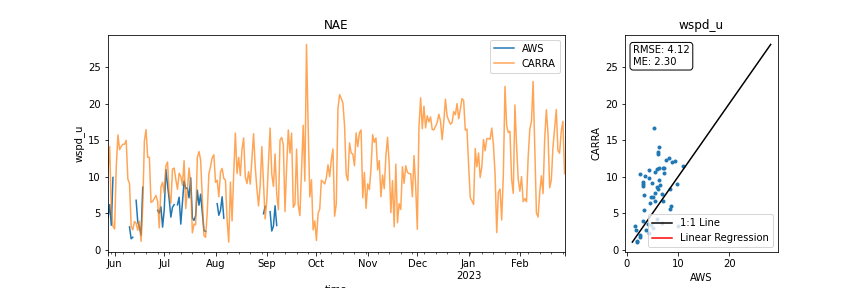 NAE
wspd_u
25
20
15
10
5
0
AWS
CARRA
Jun
Jul
Aug
Sep
Oct
Nov
Dec
Jan
2023
Feb
time
wspd_u
RMSE: 4.12
ME: 2.30
CARRA
25
20
15
10
5
0
1:1 Line
Linear Regression
0
10
20
AWS